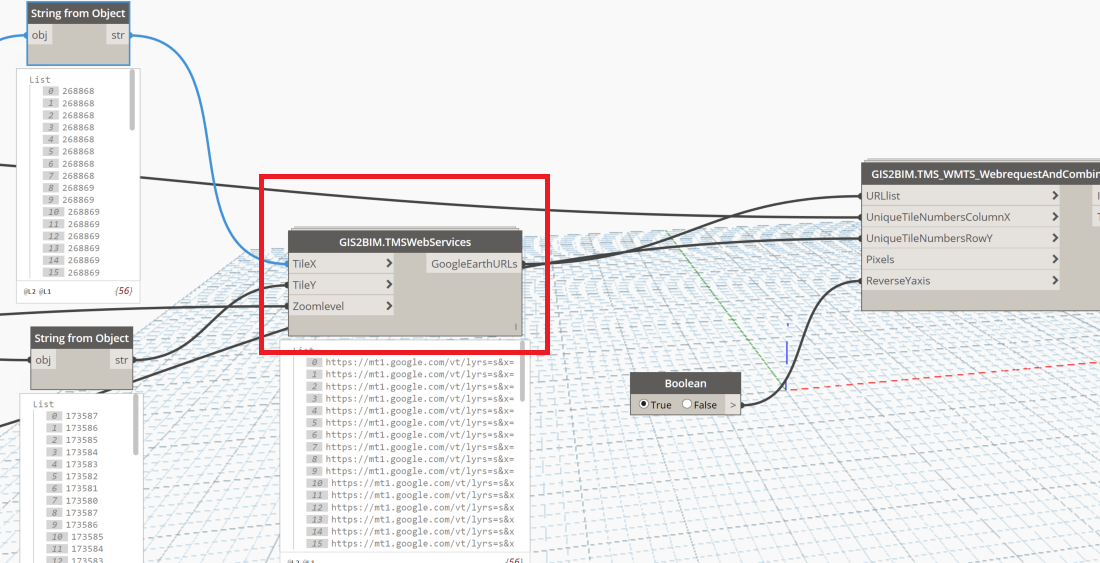 String from Object
obj
str
List
0 268868
1 268868
2 268868
3 268868
4 268868
5 268868
6 268868
7 268868
8 268869
9 268869
10 268869
11 268869
12 268869
13 268869
14 268869
15 268869
@L2 @L1
{56}
String from Object
obj
str
List
0 173587
1 173586
2 173585
3 173584
4 173583
5 173582
6 173581
7 173580
8 173587
9 173586
10 173585
11 173584
12 173583
GIS2BIM.TMSWebServices
TileX >
TileY >
Zoomlevel >
GoogleEarthURLs
List
0 https://mt1.google.com/vt/lyrs=s&x=
1 https://mt1.google.com/vt/lyrs=s&x=
2 https://mt1.google.com/vt/lyrs=s&x=
3 https://mt1.google.com/vt/lyrs=s&x=
4 https://mt1.google.com/vt/lyrs=s&x=
5 https://mt1.google.com/vt/lyrs=s&x=
6 https://mt1.google.com/vt/lyrs=s&x=
7 https://mt1.google.com/vt/lyrs=s&x=
8 https://mt1.google.com/vt/lyrs=s&x=
9 https://mt1.google.com/vt/lyrs=s&x=
10 https://mt1.google.com/vt/lyrs=s&x
11 https://mt1.google.com/vt/lyrs=s&x
12 https://mt1.google.com/vt/lyrs=s&x
13 https://mt1.google.com/vt/lyrs=s&x
14 https://mt1.google.com/vt/lyrs=s&x
15 https://mt1.google.com/vt/lyrs=s&x
@L2 @L1
{56}
Boolean
True
False
>
GIS2BIM.TMS_WMTS_WebrequestAndCombin
URLlist >
UniqueTileNumbersColumnX >
UniqueTileNumbersRowY >
Pixels >
ReverseYaxis >